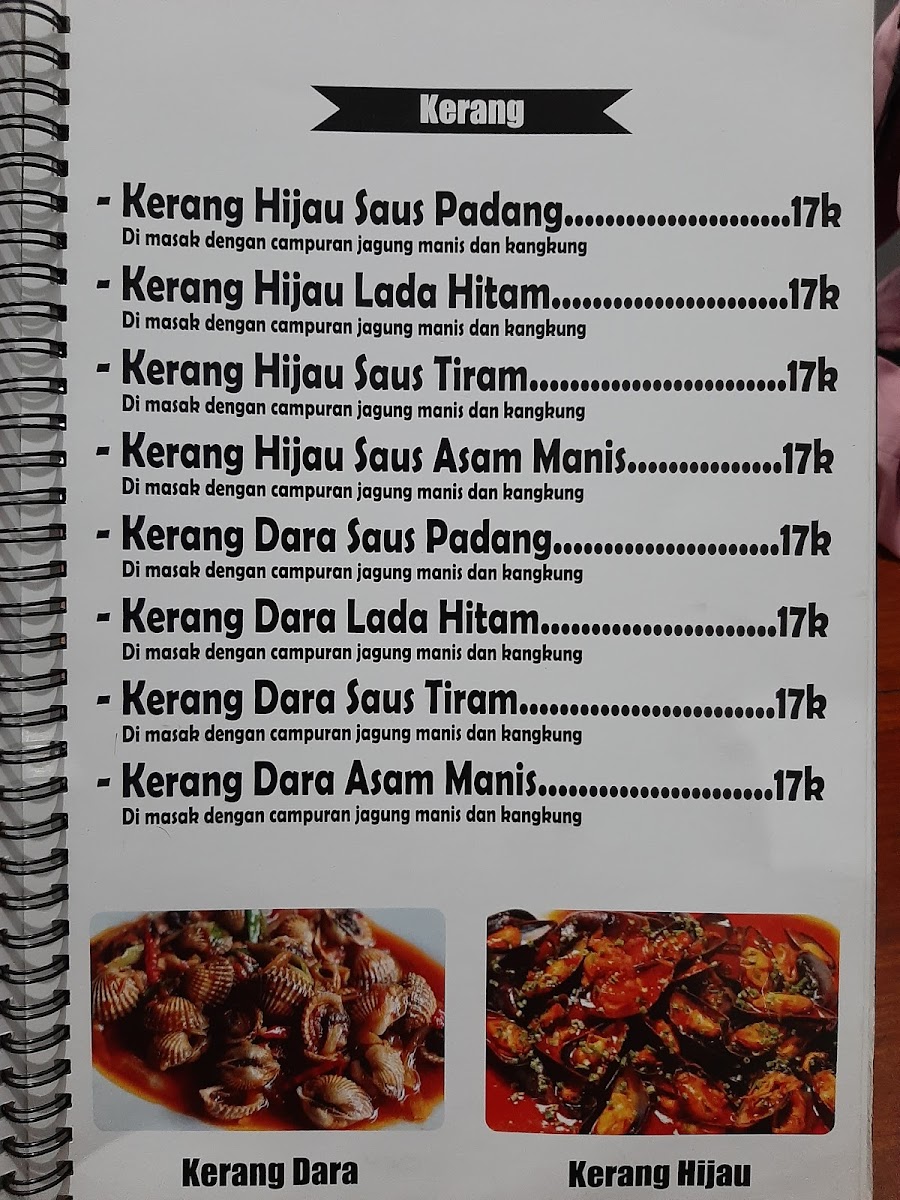 Kerang
- Kerang Hijau Saus Padang......................17k
Di masak dengan campuran jagung manis dan kangkung
- Kerang Hijau Lada Hitam.......................17k
Di masak dengan campuran jagung manis dan kangkung
- Kerang Hijau Saus Tiram.........................17k
Di masak dengan campuran jagung manis dan kangkung
- Kerang Hijau Saus Asam Manis...............17k
Di masak dengan campuran jagung manis dan kangkung
- Kerang Dara Saus Padang......................17k
Di masak dengan campuran jagung manis dan kangkung
- Kerang Dara Lada Hitam.......................17k
Di masak dengan campuran jagung manis dan kangkung
- Kerang Dara Saus Tiram.........................17k
Di masak dengan campuran jagung manis dan kangkung
- Kerang Dara Asam Manis.......................17k
Di masak dengan campuran jagung manis dan kangkung
Kerang Dara
Kerang Hijau